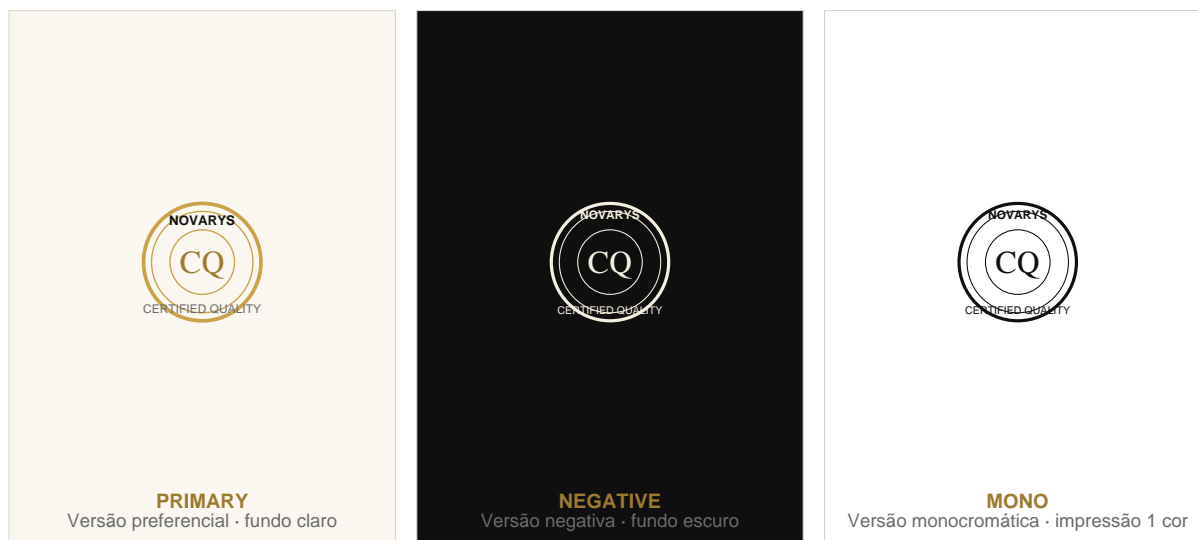 NOVARYS
CQ
CERTIFIED QUALITY
PRIMARY
Versão preferencial · fundo claro
NOVARYS
CQ
CERTIFIED QUALITY
NEGATIVE
Versão negativa · fundo escuro
NOVARYS
CQ
CERTIFIED QUALITY
MONO
Versão monocromática · impressão 1 cor